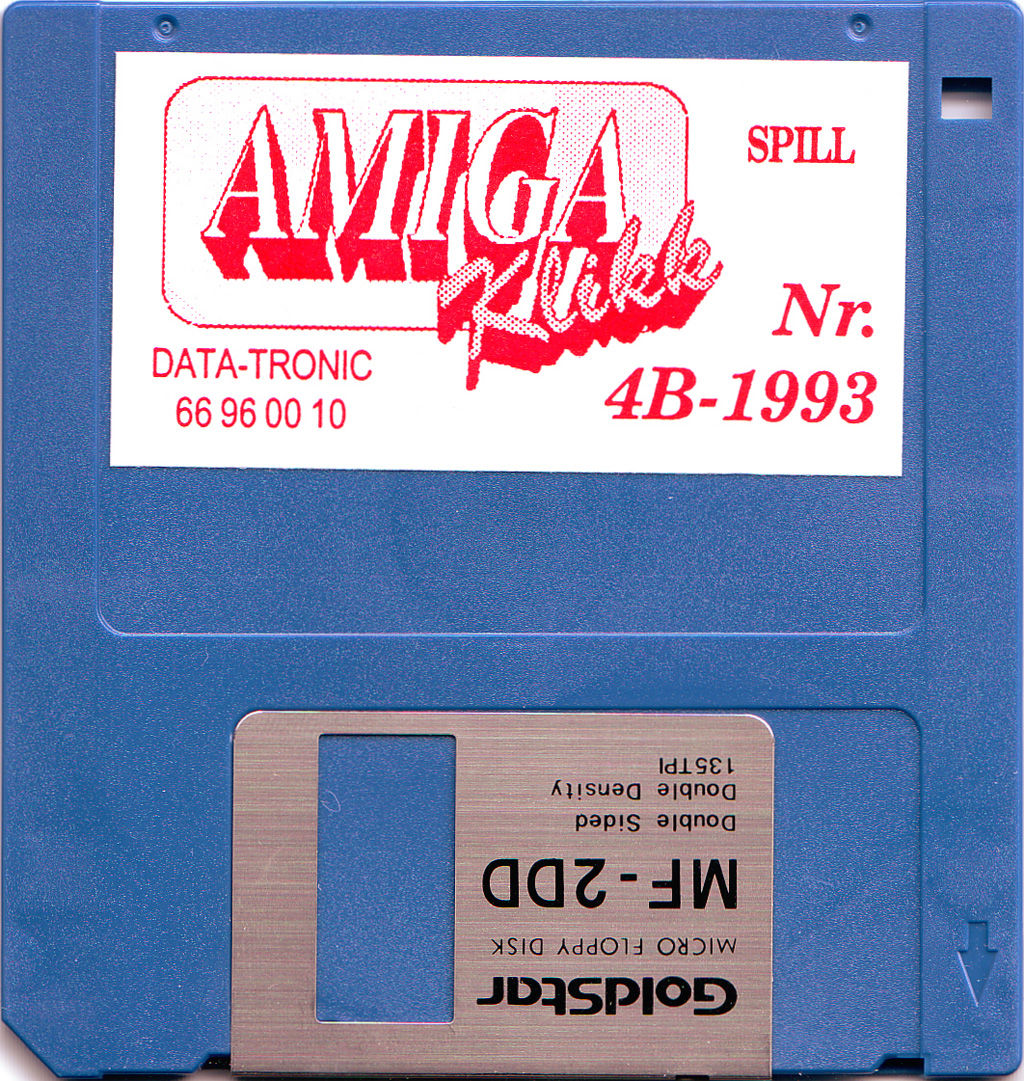 AMIGA
Klikk
SPILL
Nr.
4B-1993
DATA-TRONIC
66 96 00 10
GoldStar
MICRO FLOPPY DISK
MF-2DD
Double Sided
Double Density
135TPI